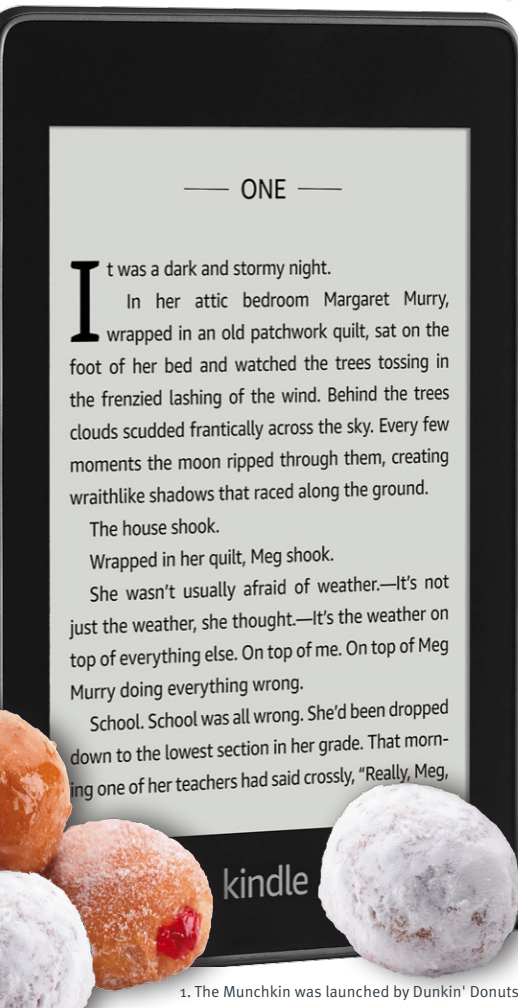 ONE
It was a dark and stormy night.
In her attic bedroom Margaret Murry,
wrapped in an old patchwork quilt, sat on the
foot of her bed and watched the trees tossing in
the frenzied lashing of the wind. Behind the trees
clouds scudded frantically across the sky. Every few
moments the moon ripped through them, creating
wraithlike shadows that raced along the ground.
The house shook.
Wrapped in her quilt, Meg shook.
She wasn't usually afraid of weather.—It's not
just the weather, she thought.—It's the weather on
top of everything else. On top of me. On top of Meg
Murry doing everything wrong.
School. School was all wrong. She'd been dropped
down to the lowest section in her grade. That morn-
ing one of her teachers had said crossly, “Really, Meg,
kindle
1. The Munchkin was launched by Dunkin' Donuts